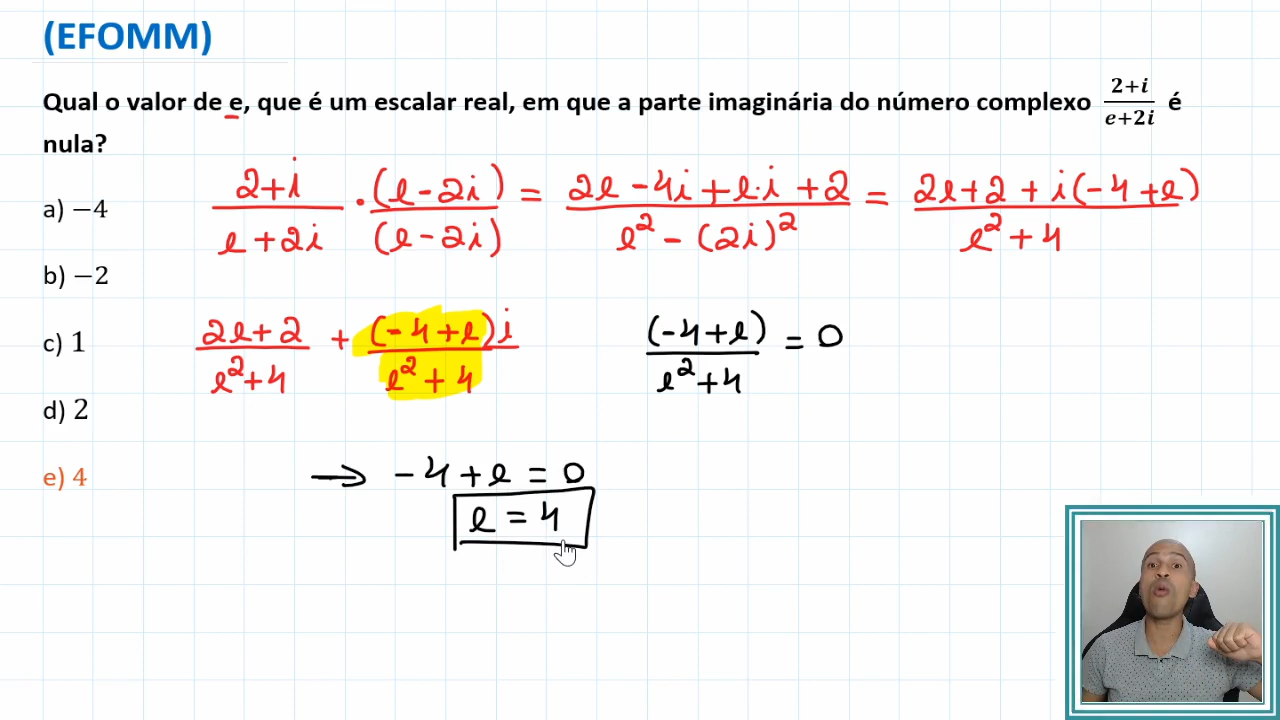 (EFOMM)
Qual o valor de e, que é um escalar real, em que a parte imaginária do número complexo (2+i)/(e+2i) é
nula?
(2+i)/(e+2i) · (e-2i)/(e-2i) = (2e-4i+e·i+2)/(e²-(2i)²) = (2e+2+i(-4+e))/(e²+4)
a) −4
b) −2
(2e+2)/(e²+4) + ((-4+e)i)/(e²+4)
(-4+e)/(e²+4) = 0
c) 1
d) 2
e) 4
→ -4+e = 0
e = 4